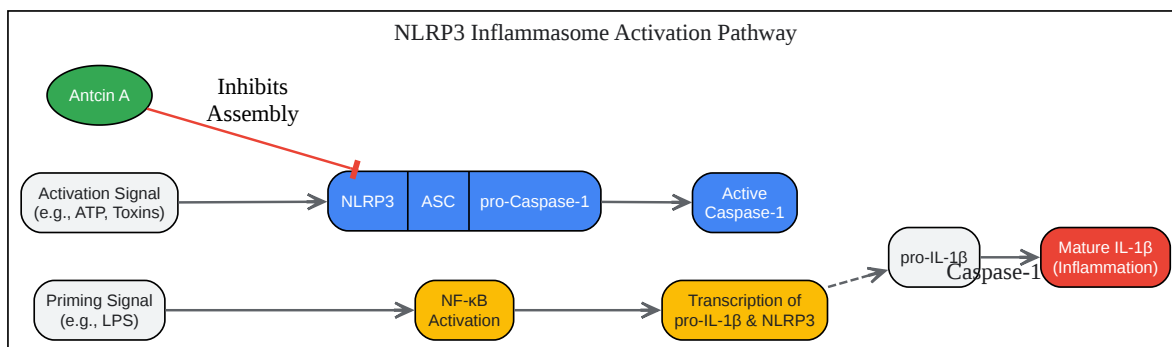 NLRP3 Inflammasome Activation Pathway
Antcin A
Inhibits
Assembly
Activation Signal
(e.g., ATP, Toxins)
NLRP3
ASC
pro-Caspase-1
Active
Caspase-1
pro-IL-1β
Caspase-1
Mature IL-1β
(Inflammation)
Priming Signal
(e.g., LPS)
NF-κB
Activation
Transcription of
pro-IL-1β & NLRP3